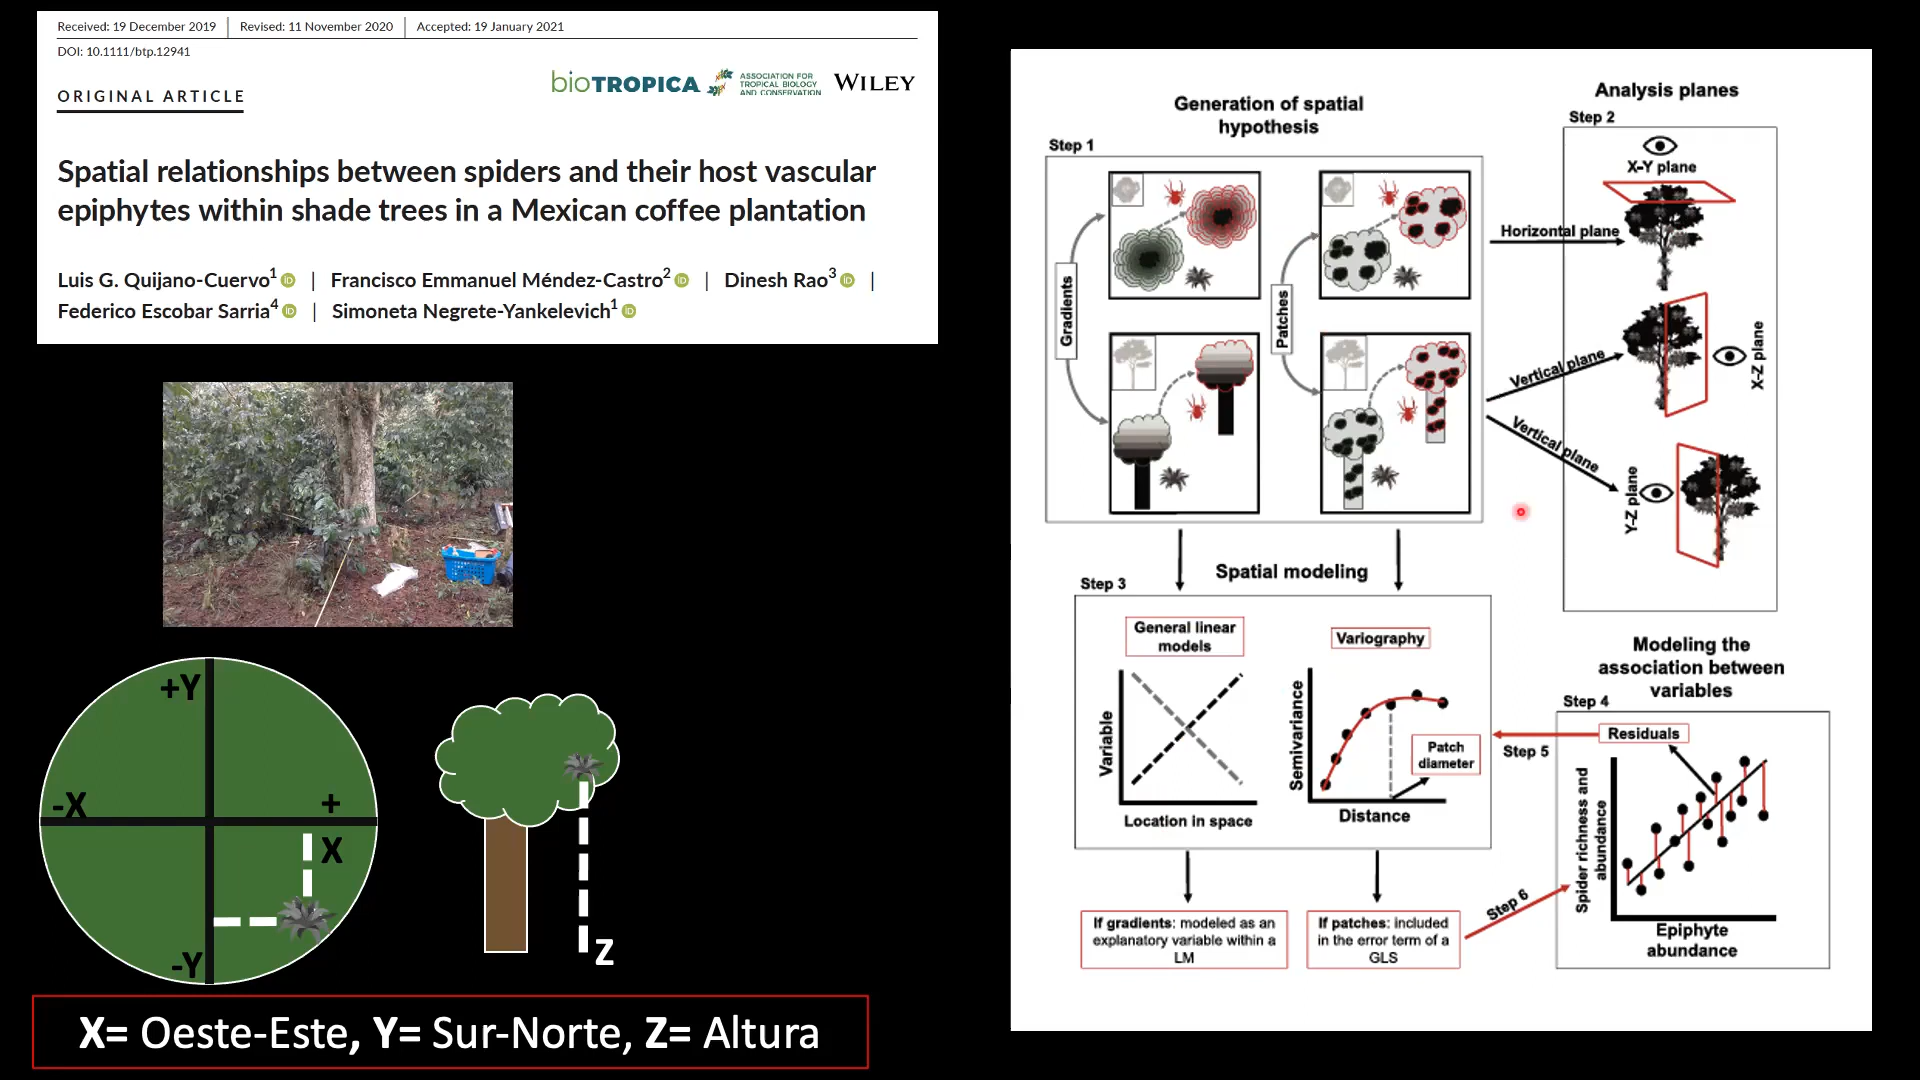 Received: 19 December 2019 | Revised: 11 November 2020 | Accepted: 19 January 2021
DOI: 10.1111/btp.12941
ORIGINAL ARTICLE
bioTROPICA
ASSOCIATION FOR
TROPICAL BIOLOGY
AND CONSERVATION
WILEY
Spatial relationships between spiders and their host vascular
epiphytes within shade trees in a Mexican coffee plantation
Luis G. Quijano-Cuervo1 | Francisco Emmanuel Méndez-Castro2 | Dinesh Rao3 |
Federico Escobar Sarria4 | Simoneta Negrete-Yankelevich1
+Y
-X
+
X
-Y
Z
X= Oeste-Este, Y= Sur-Norte, Z= Altura
Generation of spatial
hypothesis
Step 1
Gradients
Patches
Analysis planes
Step 2
X-Y plane
Horizontal plane
Vertical plane
X-Z plane
Vertical plane
Y-Z plane
Spatial modeling
Step 3
General linear
models
Variable
Location in space
Variography
Semivariance
Patch
diameter
Distance
If gradients: modeled as an
explanatory variable within a
LM
If patches: included
in the error term of a
GLS
Modeling the
association between
variables
Step 4
Residuals
Step 5
Step 6
Spider richness and
abundance
Epiphyte
abundance